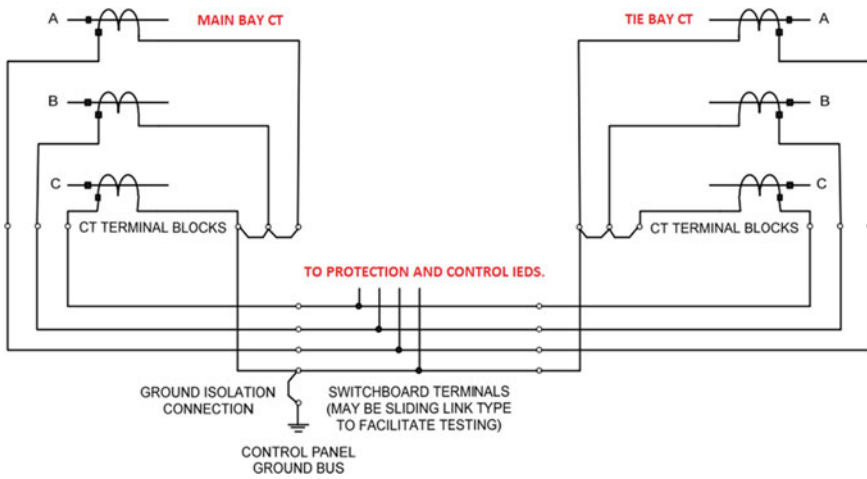 A MAIN BAY CT TIE BAY CT A
B B
C C
CT TERMINAL BLOCKS CT TERMINAL BLOCKS
TO PROTECTION AND CONTROL IEDS.
GROUND ISOLATION
CONNECTION
SWITCHBOARD TERMINALS
(MAY BE SLIDING LINK TYPE
TO FACILITATE TESTING)
CONTROL PANEL
GROUND BUS